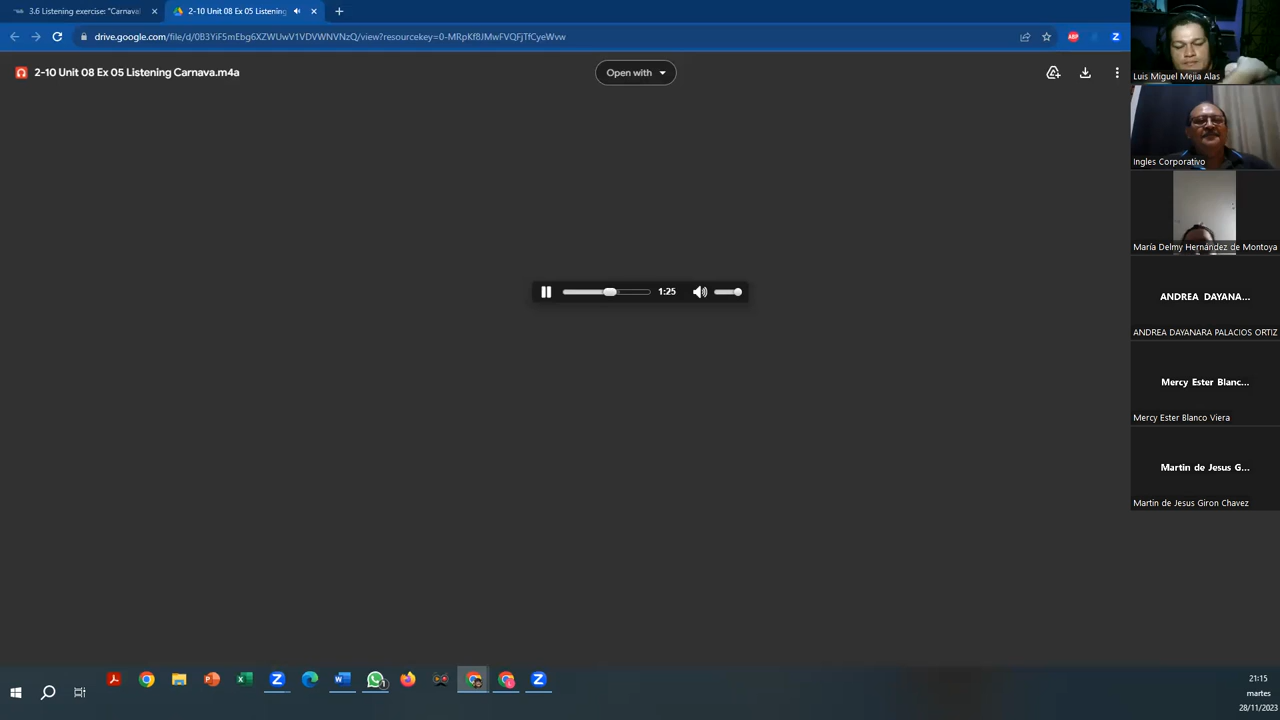 3.6 Listening exercise: "Carnava
2-10 Unit 08 Ex 05 Listening
drive.google.com/file/d/0B3YiF5mEbg6XZWUwV1VDVWNVNzQ/view?resourcekey=0-MRpKf8JMwFVQFJTfCyeWvw
2-10 Unit 08 Ex 05 Listening Carnava.m4a
Open with
1:25
Luis Miguel Mejia Alas
Ingles Corporativo
María Delmy Hernández de Montoya
ANDREA DAYANA...
ANDREA DAYANARA PALACIOS ORTIZ
Mercy Ester Blanc...
Mercy Ester Blanco Viera
Martin de Jesus G...
Martin de Jesus Giron Chavez
21:15
martes
28/11/2023